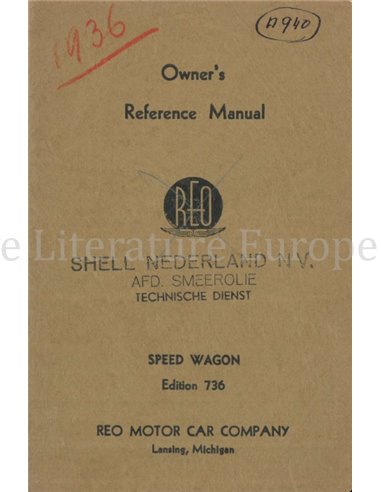 1936
A940
Owner's
Reference Manual
REO
e Literature Europe
SHELL NEDERLAND N.V.
AFD. SMEEROLIE
TECHNISCHE DIENST
SPEED WAGON
Edition 736
REO MOTOR CAR COMPANY
Lansing, Michigan